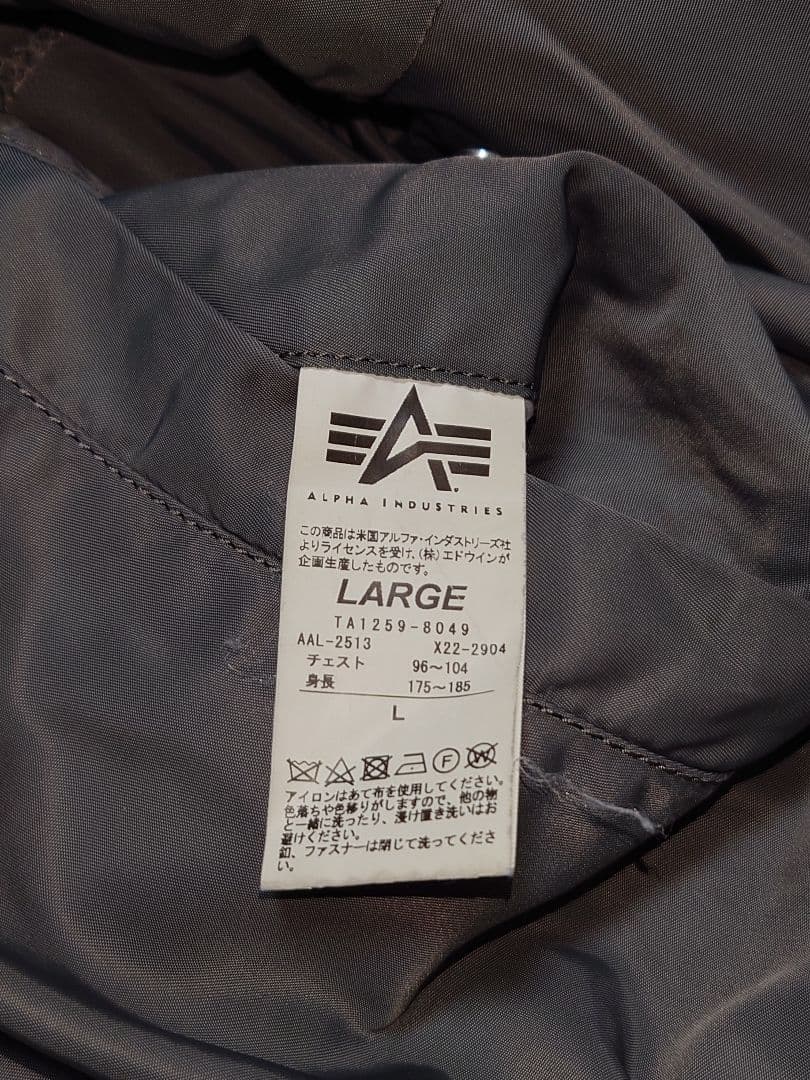 ALPHA INDUSTRIES
この商品は米国アルファ・インダストリーズ社
よりライセンスを受け、(株)エドウインが
企画生産したものです。
LARGE
TA1259-8049
AAL-2513 X22-2904
チェスト 96〜104
身長 175〜185
L
F W
アイロンはあて布を使用してください。
色落ちや色移りがしますので、他の物
と一緒に洗ったり、浸け置き洗いはお
避けください。
釦、ファスナーは閉じて洗ってくださ
い。